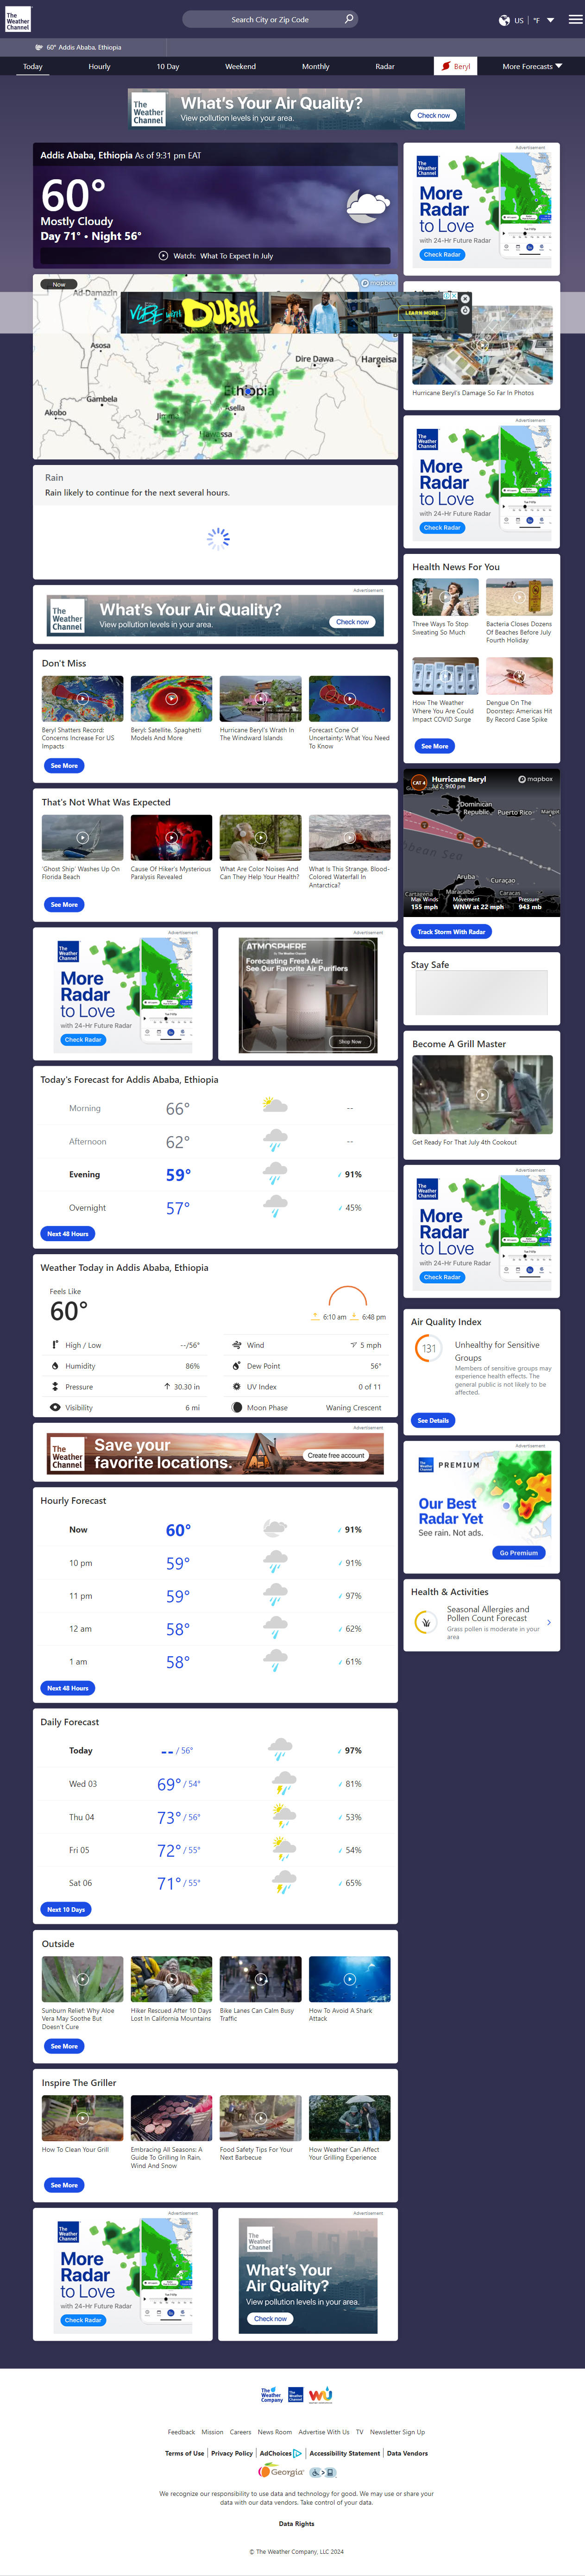 The
Weather
Channel
Search City or Zip Code
US
°F
60° Addis Ababa, Ethiopia
Today
Hourly
10 Day
Weekend
Monthly
Radar
Beryl
More Forecasts
The
Weather
Channel
What's Your Air Quality?
View pollution levels in your area.
Check now
Addis Ababa, Ethiopia As of 9:31 pm EAT
60°
Mostly Cloudy
Day 71° • Night 56°
Watch: What To Expect In July
Now
mapbox
Ad-Damazin
VIBE with DUBAI
LEARN MORE
Asosa
Dire Dawa
Hargeisa
Gambela
Ethiopia
Akobo
Asella
Rain
Rain likely to continue for the next several hours.
Advertisement
The
Weather
Channel
What's Your Air Quality?
View pollution levels in your area.
Check now
Don't Miss
Beryl Shatters Record:
Concerns Increase For US
Impacts
Beryl: Satellite, Spaghetti
Models And More
Hurricane Beryl's Wrath In
The Windward Islands
Forecast Cone Of
Uncertainty: What You Need
To Know
See More
That's Not What Was Expected
'Ghost Ship' Washes Up On
Florida Beach
Cause Of Hiker's Mysterious
Paralysis Revealed
What Are Color Noises And
Can They Help Your Health?
What Is This Strange, Blood-
Colored Waterfall In
Antarctica?
See More
Advertisement
The
Weather
Channel
More
Radar
to Love
with 24-Hr Future Radar
Check Radar
Advertisement
ATMOSPHERE
Forecasting Fresh Air:
See Our Favorite Air Purifiers
Shop Now
Today's Forecast for Addis Ababa, Ethiopia
Morning 66° --
Afternoon 62° --
Evening 59° 91%
Overnight 57° 45%
Next 48 Hours
Weather Today in Addis Ababa, Ethiopia
Feels Like
60°
6:10 am
6:48 pm
High / Low --/56°
Wind 5 mph
Humidity 86%
Dew Point 56°
Pressure 30.30 in
UV Index 0 of 11
Visibility 6 mi
Moon Phase Waning Crescent
Advertisement
The
Weather
Channel
Save your
favorite locations.
Create free account
Hourly Forecast
Now 60° 91%
10 pm 59° 91%
11 pm 59° 97%
12 am 58° 62%
1 am 58° 61%
Next 48 Hours
Daily Forecast
Today -- / 56° 97%
Wed 03 69° / 54° 81%
Thu 04 73° / 56° 53%
Fri 05 72° / 55° 54%
Sat 06 71° / 55° 65%
Next 10 Days
Outside
Sunburn Relief: Why Aloe
Vera May Soothe But
Doesn't Cure
Hiker Rescued After 10 Days
Lost In California Mountains
Bike Lanes Can Calm Busy
Traffic
How To Avoid A Shark
Attack
See More
Inspire The Griller
How To Clean Your Grill
Embracing All Seasons: A
Guide To Grilling In Rain,
Wind And Snow
Food Safety Tips For Your
Next Barbecue
How Weather Can Affect
Your Grilling Experience
See More
Advertisement
The
Weather
Channel
More
Radar
to Love
with 24-Hr Future Radar
Check Radar
Advertisement
The
Weather
Channel
What's Your
Air Quality?
View pollution levels in your area.
Check now
Advertisement
The
Weather
Channel
More
Radar
to Love
with 24-Hr Future Radar
Check Radar
Hurricane Beryl's Damage So Far In Photos
Advertisement
The
Weather
Channel
More
Radar
to Love
with 24-Hr Future Radar
Check Radar
Health News For You
Three Ways To Stop
Sweating So Much
Bacteria Closes Dozens
Of Beaches Before July
Fourth Holiday
How The Weather
Where You Are Could
Impact COVID Surge
Dengue On The
Doorstep: Americas Hit
By Record Case Spike
See More
CAT 4
Hurricane Beryl
Jul 2, 9:00 pm
mapbox
Dominican
Republic
Puerto Rico
Aruba
Curaçao
Cartagena
Maracaibo
Caracas
Max Winds
155 mph
Movement
WNW at 22 mph
Pressure
943 mb
Track Storm With Radar
Stay Safe
Become A Grill Master
Get Ready For That July 4th Cookout
Advertisement
The
Weather
Channel
More
Radar
to Love
with 24-Hr Future Radar
Check Radar
Air Quality Index
131
Unhealthy for Sensitive
Groups
Members of sensitive groups may
experience health effects. The
general public is not likely to be
affected.
See Details
Advertisement
PREMIUM
Our Best
Radar Yet
See rain. Not ads.
Go Premium
Health & Activities
Seasonal Allergies and
Pollen Count Forecast
Grass pollen is moderate in your
area
The
Weather
Company
The
Weather
Channel
WU
Feedback
Mission
Careers
News Room
Advertise With Us
TV
Newsletter Sign Up
Terms of Use
Privacy Policy
AdChoices
Accessibility Statement
Data Vendors
Georgia
We recognize our responsibility to use data and technology for good. We may use or share your
data with our data vendors. Take control of your data.
Data Rights
© The Weather Company, LLC 2024